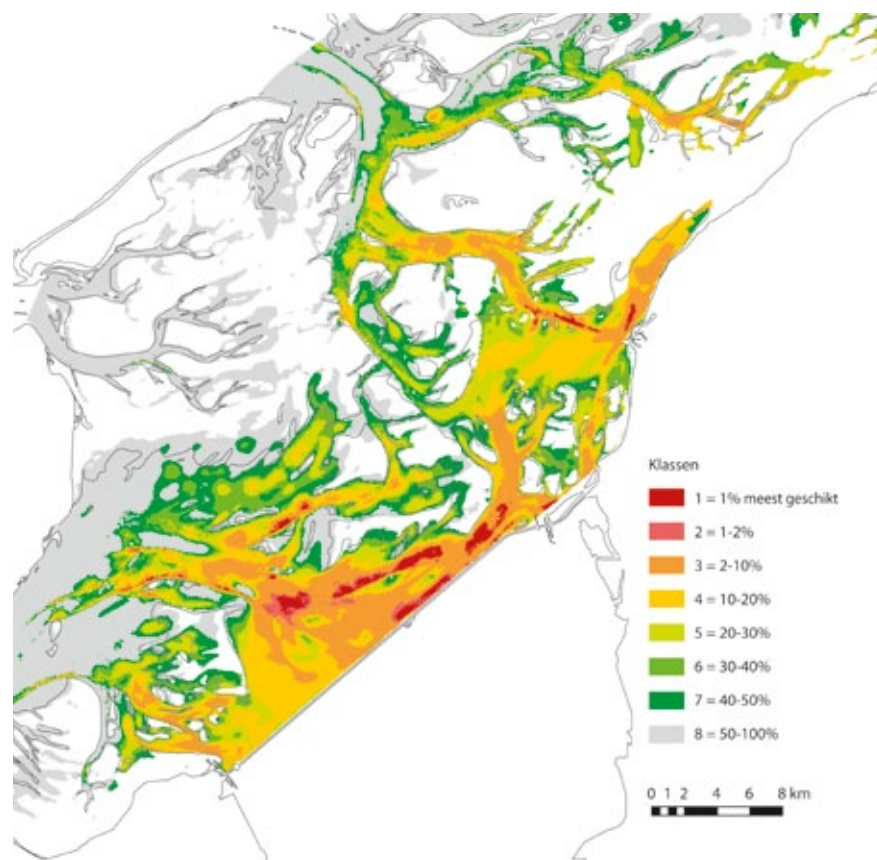 Klassen
1 = 1% meest geschikt
2 = 1-2%
3 = 2-10%
4 = 10-20%
5 = 20-30%
6 = 30-40%
7 = 40-50%
8 = 50-100%
0 1 2 4 6 8 km